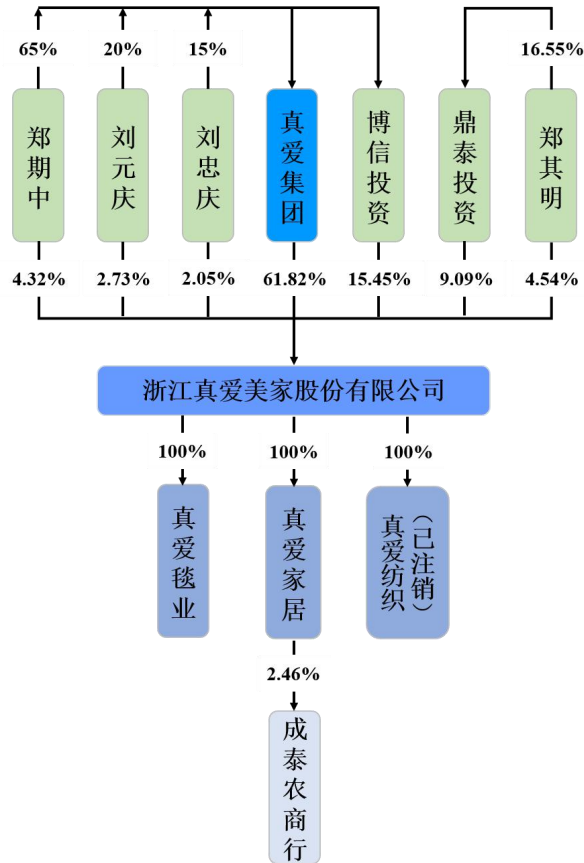 65%
20%
15%
16.55%
郑期中
刘元庆
刘忠庆
真爱集团
博信投资
鼎泰投资
郑其明
4.32%
2.73%
2.05%
61.82%
15.45%
9.09%
4.54%
浙江真爱美家股份有限公司
100%
100%
100%
真爱毯业
真爱家居
真爱纺织
（已注销）
2.46%
成泰农商行